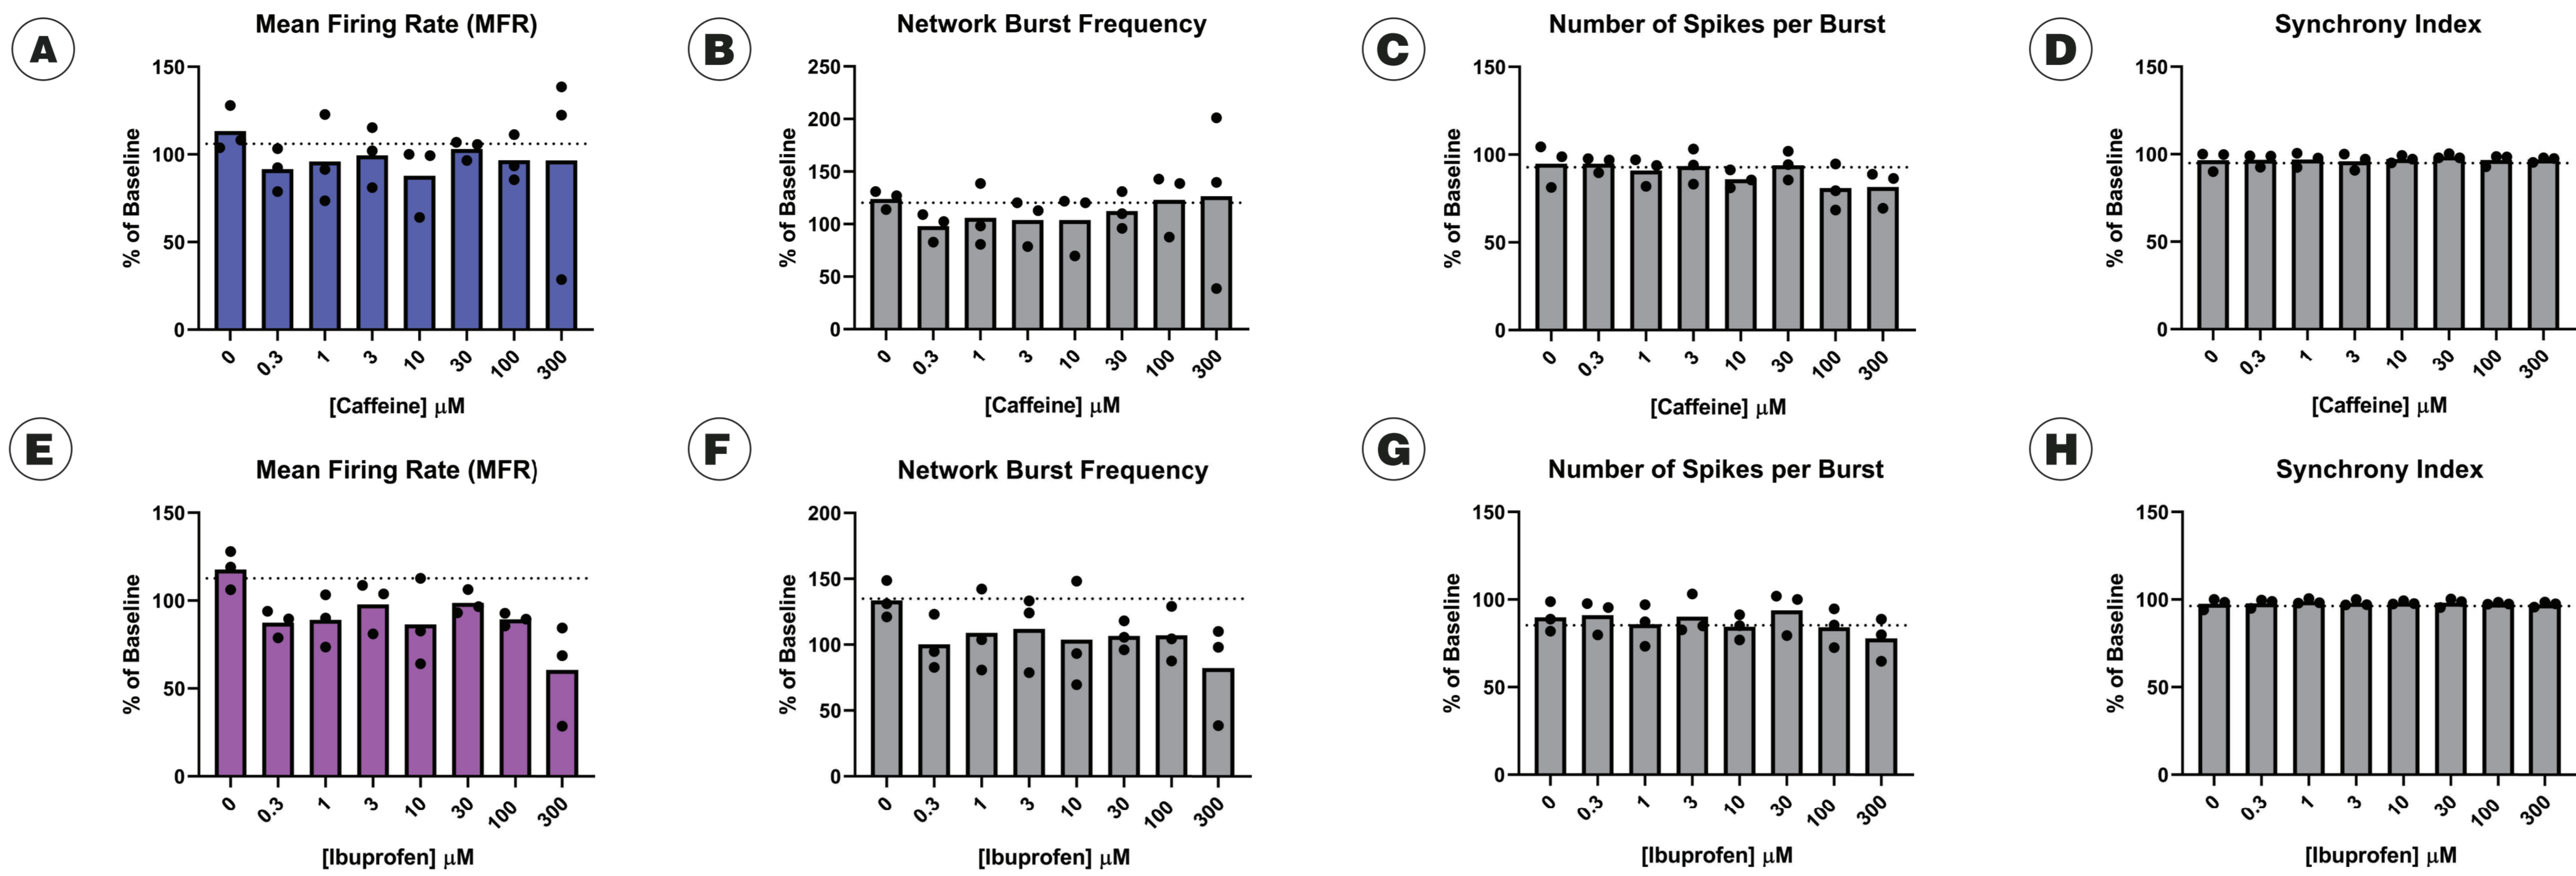 A
Mean Firing Rate (MFR)
% of Baseline
150
100
50
0
0 0.3 1 3 10 30 100 300
[Caffeine] μM
B
Network Burst Frequency
% of Baseline
250
200
150
100
50
0
0 0.3 1 3 10 30 100 300
[Caffeine] μM
C
Number of Spikes per Burst
% of Baseline
150
100
50
0
0 0.3 1 3 10 30 100 300
[Caffeine] μM
D
Synchrony Index
% of Baseline
150
100
50
0
0 0.3 1 3 10 30 100 300
[Caffeine] μM
E
Mean Firing Rate (MFR)
% of Baseline
150
100
50
0
0 0.3 1 3 10 30 100 300
[Ibuprofen] μM
F
Network Burst Frequency
% of Baseline
200
150
100
50
0
0 0.3 1 3 10 30 100 300
[Ibuprofen] μM
G
Number of Spikes per Burst
% of Baseline
150
100
50
0
0 0.3 1 3 10 30 100 300
[Ibuprofen] μM
H
Synchrony Index
% of Baseline
150
100
50
0
0 0.3 1 3 10 30 100 300
[Ibuprofen] μM